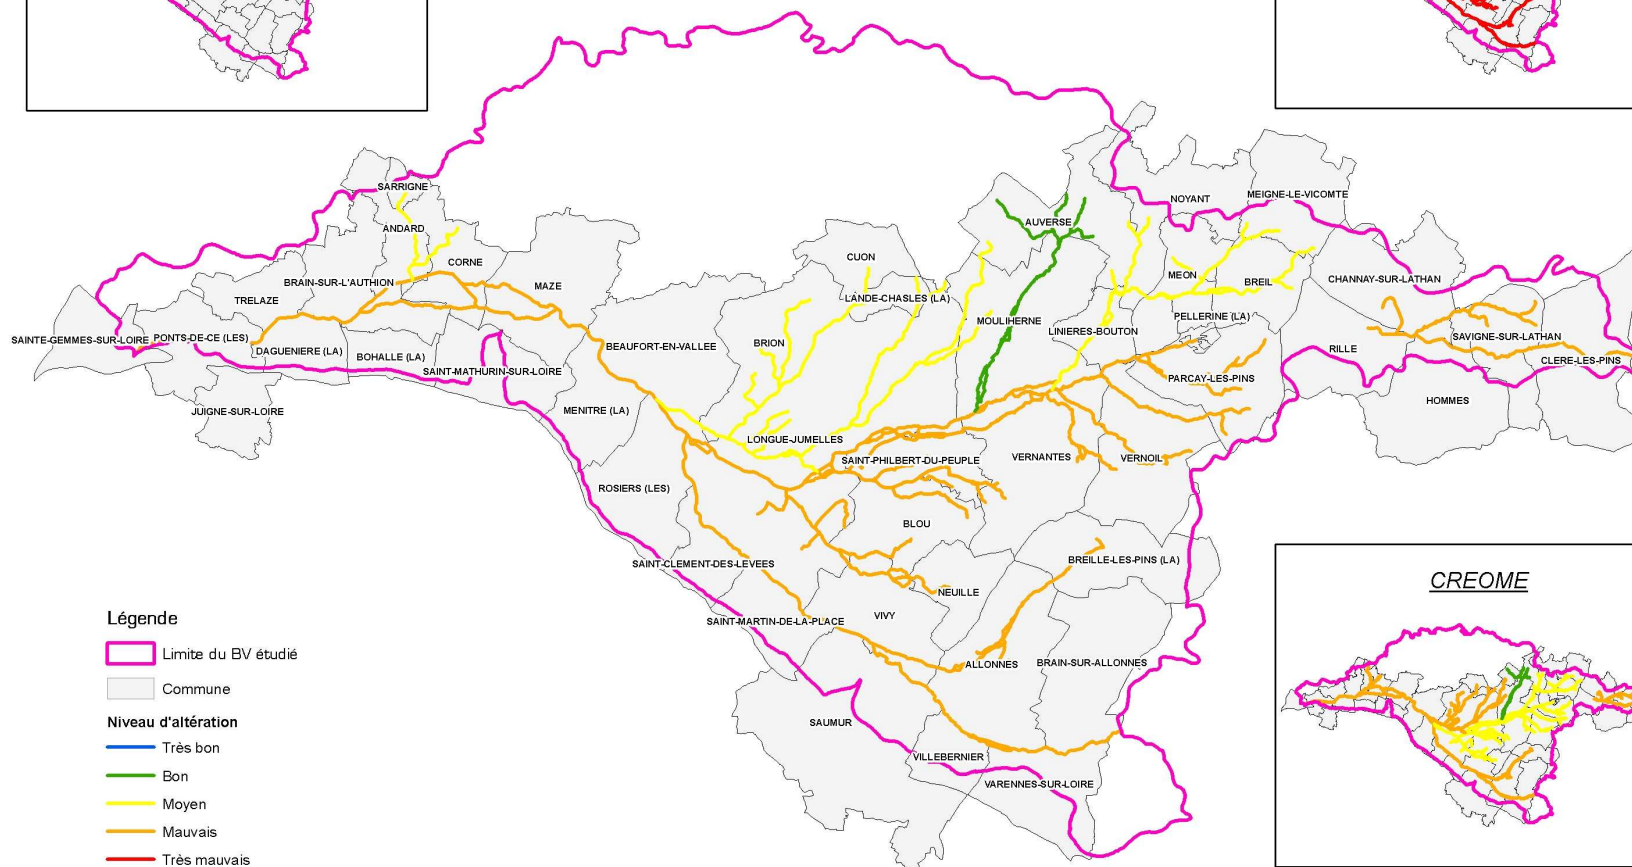 SARRIGNE
NOYANT
MEIGNE-LE-VICOMTE
AUVERSE
ANDARD
CUON
CORNE
MEON
BREIL
CHANNAY-SUR-LATHAN
BRAIN-SUR-L'AUTHION
MAZE
TRELAZE
LANDE-CHASLES (LA)
MOULIHERNE
PELLERINE (LA)
LINIERES-BOUTON
SAINTE-GEMMES-SUR-LOIRE
PONTS-DE-CE (LES)
SAVIGNE-SUR-LATHAN
BRION
BEAUFORT-EN-VALLEE
RILLE
DAGUENIERE (LA)
BOHALLE (LA)
CLERE-LES-PINS
SAINT-MATHURIN-SUR-LOIRE
PARCAY-LES-PINS
HOMMES
JUIGNE-SUR-LOIRE
MENITRE (LA)
LONGUE-JUMELLES
SAINT-PHILBERT-DU-PEUPLE
VERNANTES
VERNOIL
ROSIERS (LES)
BLOU
SAINT-CLEMENT-DES-LEVEES
BREILLE-LES-PINS (LA)
NEUILLE
VIVY
SAINT-MARTIN-DE-LA-PLACE
ALLONNES
BRAIN-SUR-ALLONNES
SAUMUR
VILLEBERNIER
VARENNES-SUR-LOIRE
CREOME
Légende
Limite du BV étudié
Commune
Niveau d'altération
Très bon
Bon
Moyen
Mauvais
Très mauvais